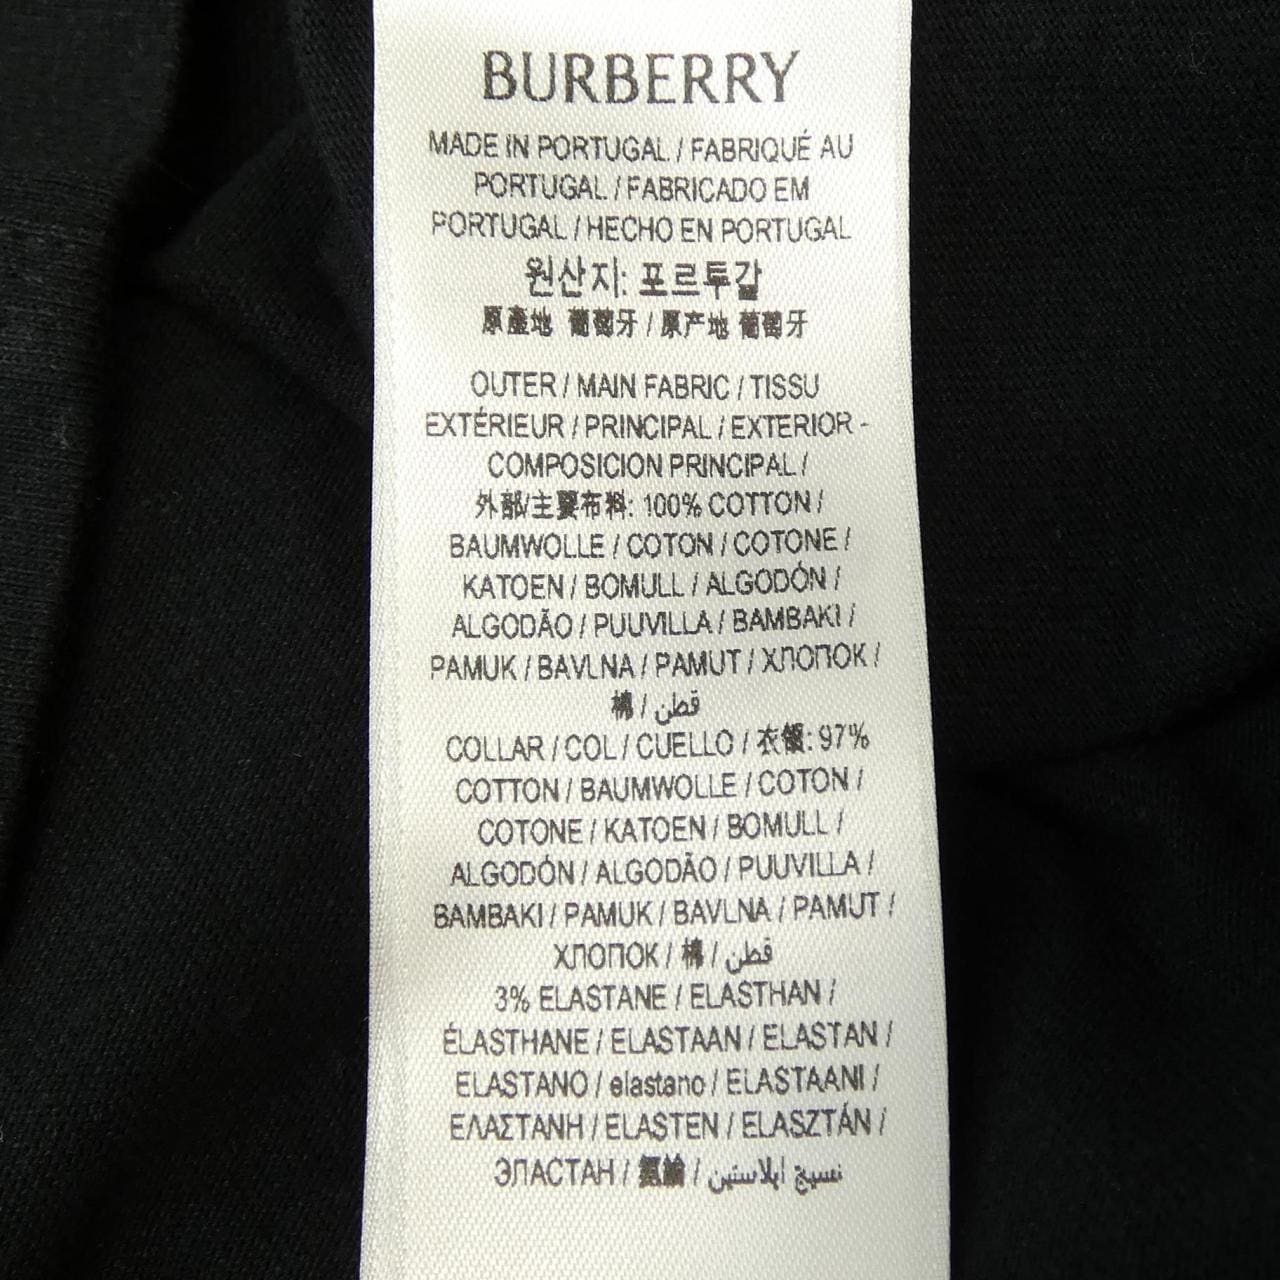 BURBERRY
MADE IN PORTUGAL / FABRIQUÉ AU
PORTUGAL / FABRICADO EM
PORTUGAL / HECHO EN PORTUGAL
원산지: 포르투갈
原產地 葡萄牙 / 原产地 葡萄牙
OUTER / MAIN FABRIC / TISSU
EXTÉRIEUR / PRINCIPAL / EXTERIOR -
COMPOSICION PRINCIPAL /
外部/主要布料: 100% COTTON /
BAUMWOLLE / COTON / COTONE /
KATOEN / BOMULL / ALGODÓN /
ALGODÃO / PUUVILLA / BAMBAKI /
PAMUK / BAVLNA / PAMUT / ХЛОПОК /
棉 / قطن
COLLAR / COL / CUELLO / 衣領: 97%
COTTON / BAUMWOLLE / COTON /
COTONE / KATOEN / BOMULL /
ALGODÓN / ALGODÃO / PUUVILLA /
BAMBAKI / PAMUK / BAVLNA / PAMUT /
ХЛОПОК / 棉 / قطن
3% ELASTANE / ELASTHAN /
ÉLASTHANE / ELASTAAN / ELASTAN /
ELASTANO / elastano / ELASTAANI /
ΕΛΑΣΤΑΝΗ / ELASTEN / ELASZTÁN /
ЭЛАСТАН / 氨綸 / نسيج ايلاستين